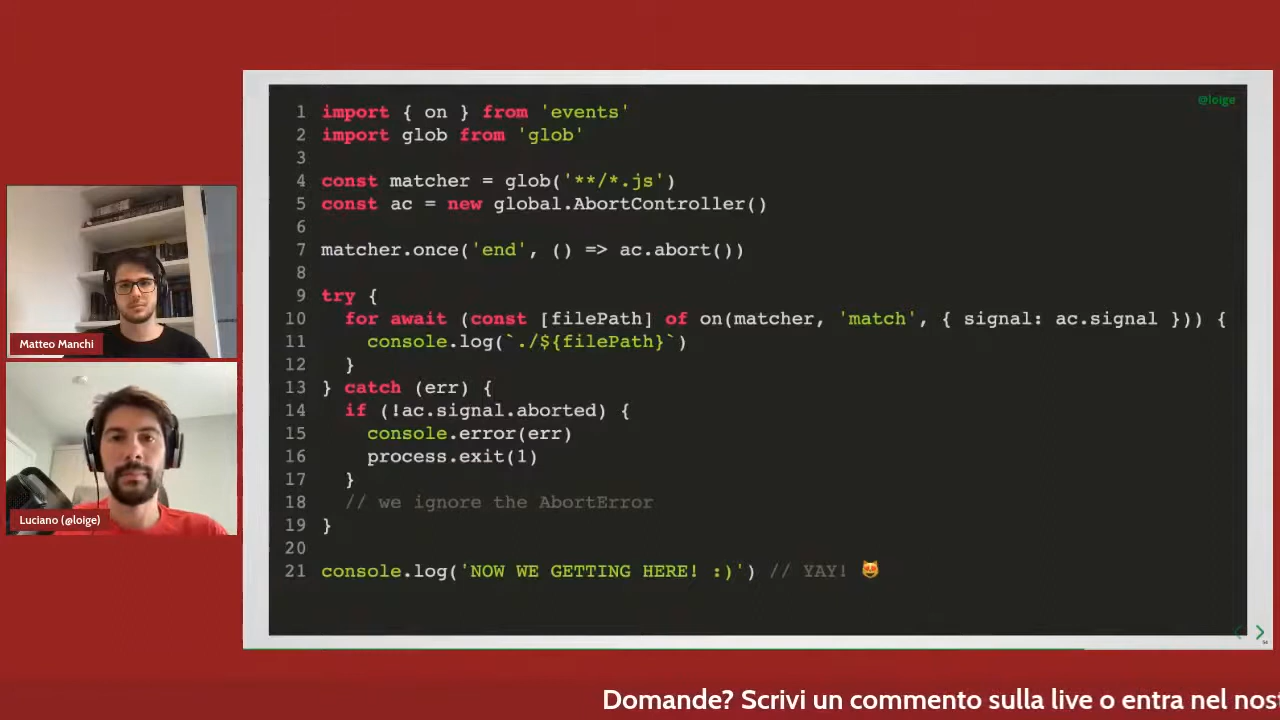 @loige
1 import { on } from 'events'
2 import glob from 'glob'
3
4 const matcher = glob('**/*.js')
5 const ac = new global.AbortController()
6
7 matcher.once('end', () => ac.abort())
8
9 try {
10 for await (const [filePath] of on(matcher, 'match', { signal: ac.signal })) {
11 console.log(`./${filePath}`)
12 }
13 } catch (err) {
14 if (!ac.signal.aborted) {
15 console.error(err)
16 process.exit(1)
17 }
18 // we ignore the AbortError
19 }
20
21 console.log('NOW WE GETTING HERE! :)') // YAY! 😻
Matteo Manchi
Luciano (@loige)
Domande? Scrivi un commento sulla live o entra nel nos